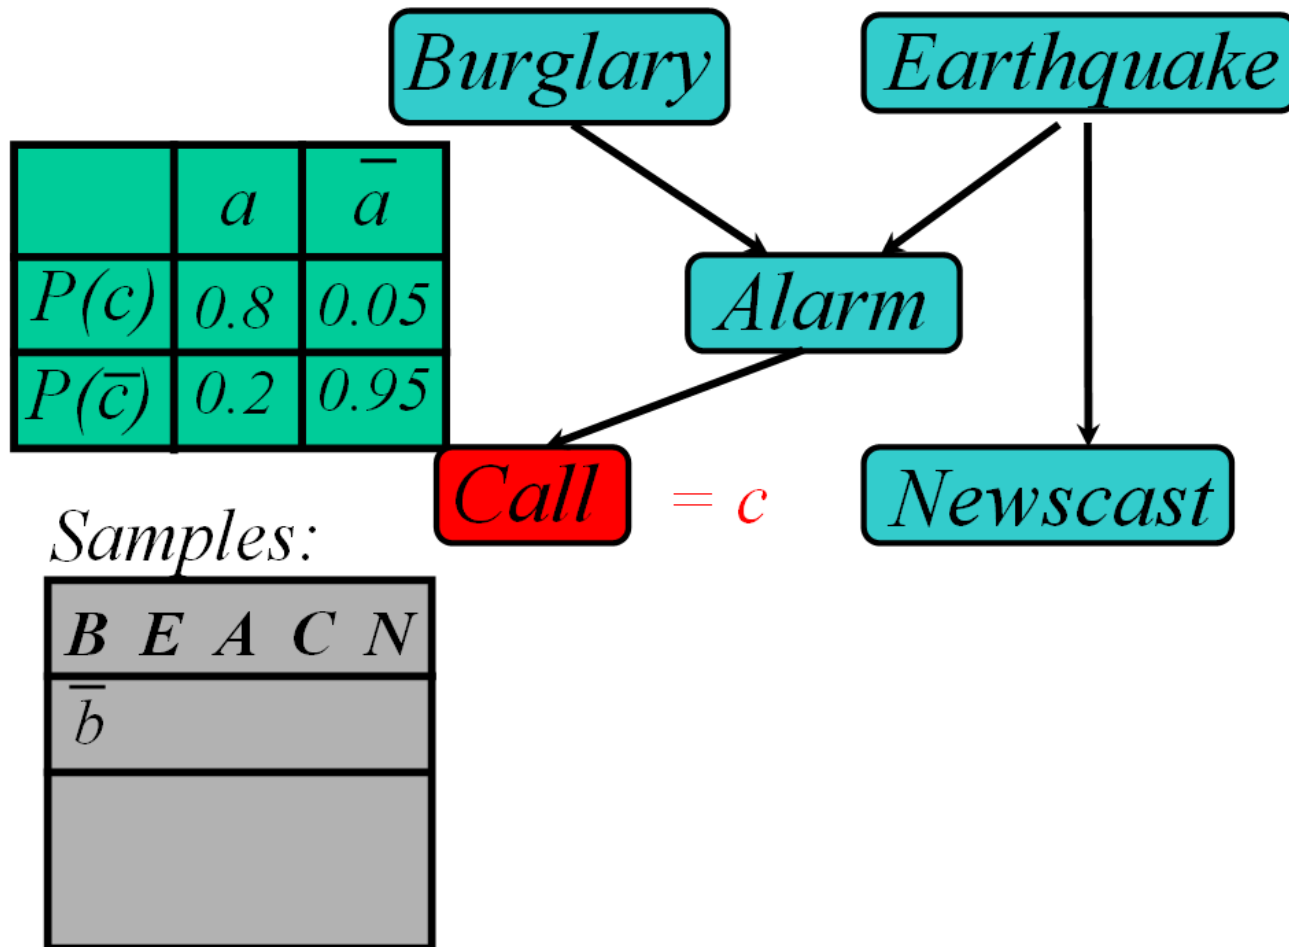 Burglary
Earthquake
a a̅
P(c) 0.8 0.05
P(c̅) 0.2 0.95
Alarm
Call = c
Newscast
Samples:
B E A C N
b̅